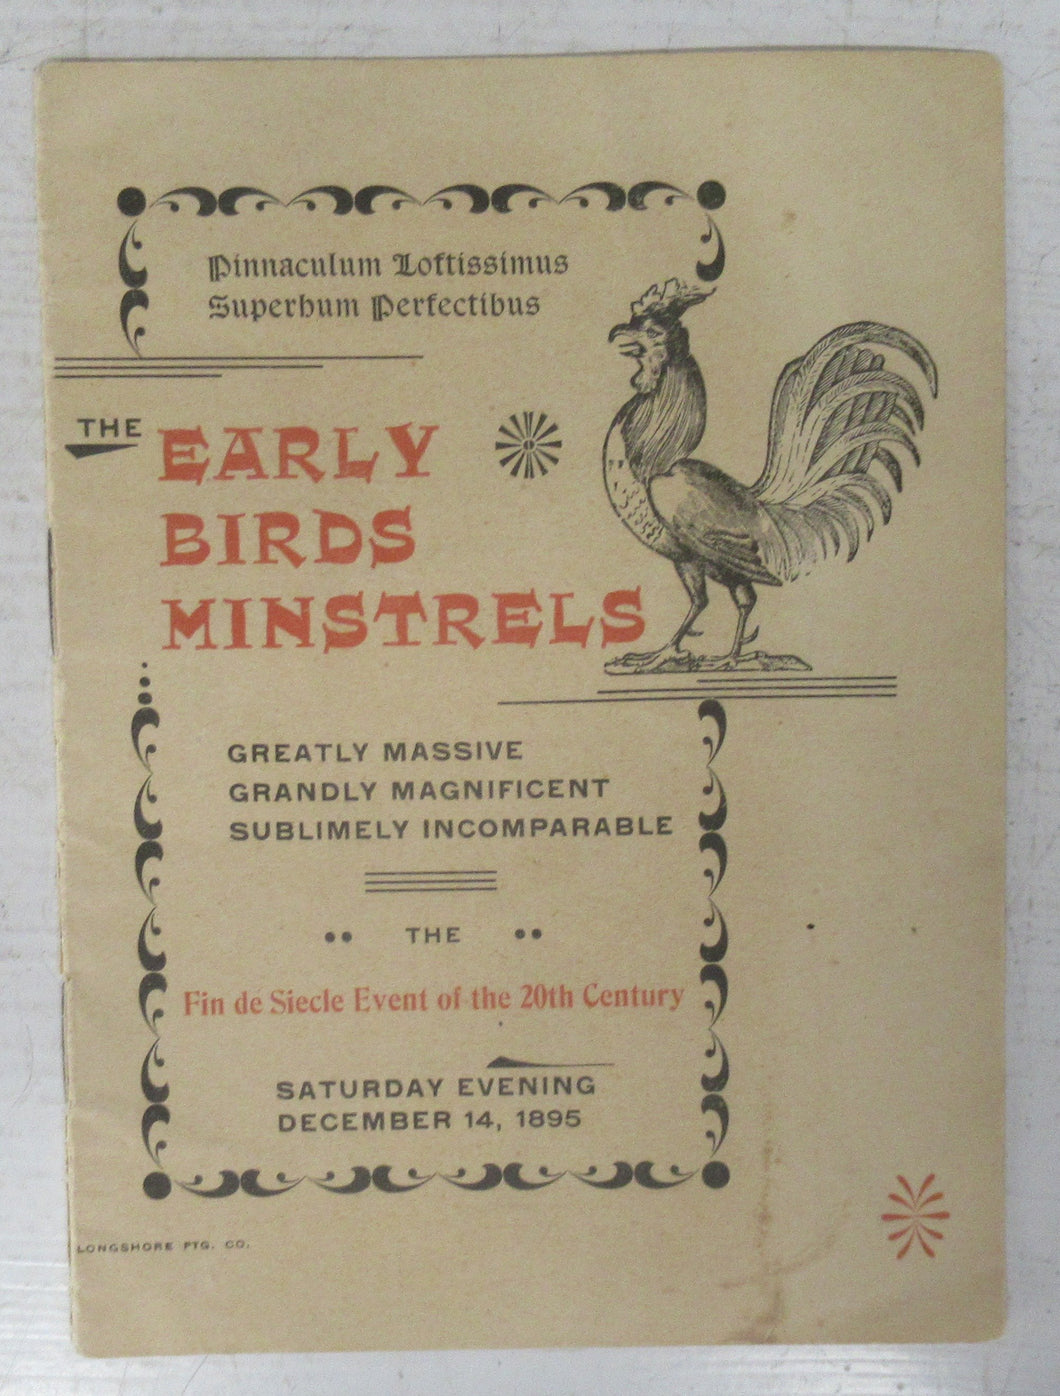 Pinnaculum Loftissimus
Superbum Perfectibus
THE
EARLY
BIRDS
MINSTRELS
GREATLY MASSIVE
GRANDLY MAGNIFICENT
SUBLIMELY INCOMPARABLE
THE
Fin de Siecle Event of the 20th Century
SATURDAY EVENING
DECEMBER 14, 1895
LONGSHORE PTG. CO.